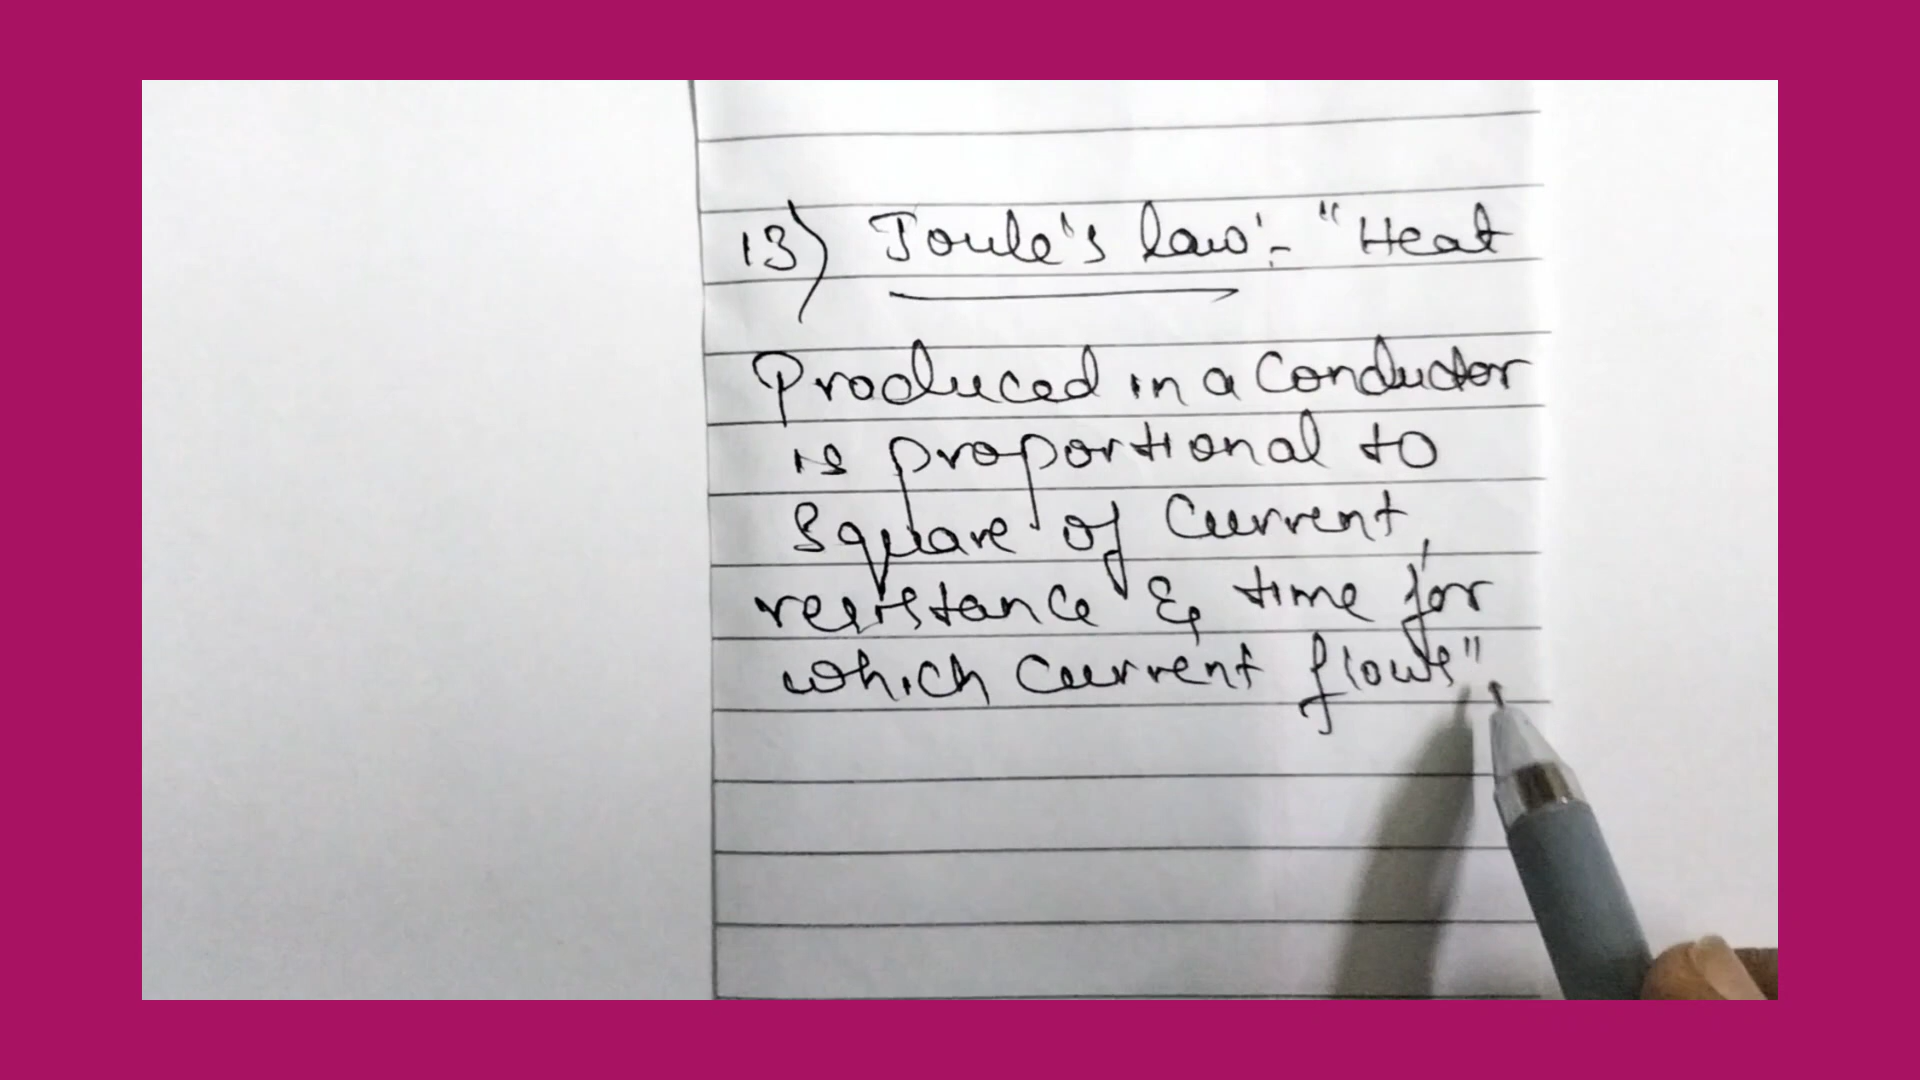 13) Joule's law:- "Heat
Produced in a Conductor
is proportional to
Square of Current,
resistance & time for
which Current flows"